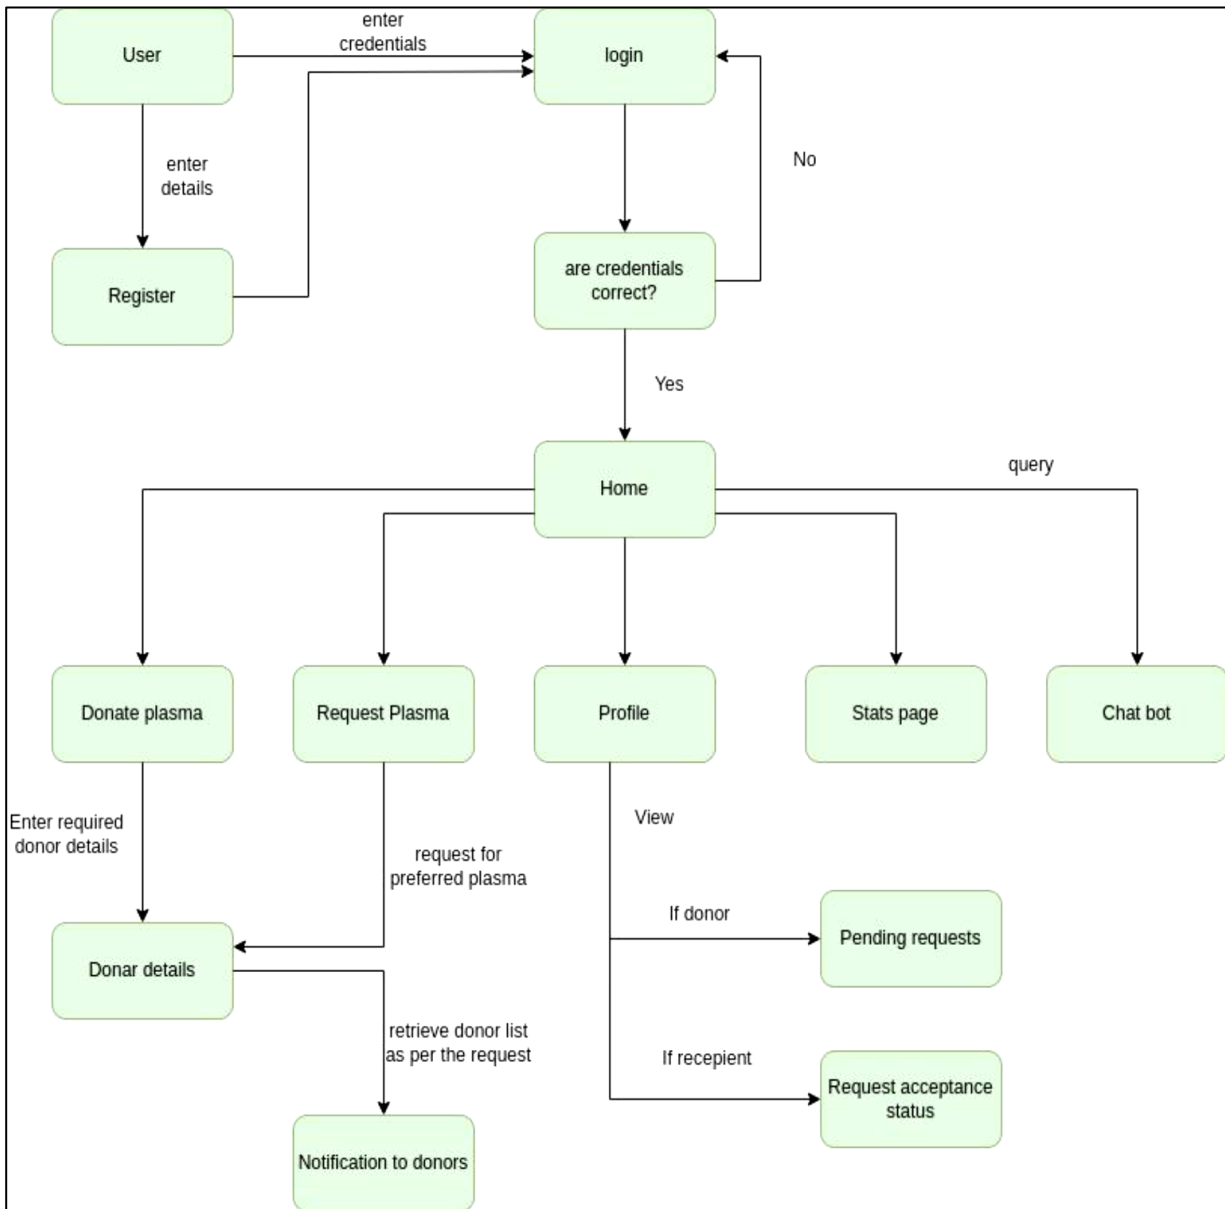 User
enter
credentials
login
enter
details
No
Register
are credentials
correct?
Yes
Home
query
Donate plasma
Request Plasma
Profile
Stats page
Chat bot
Enter required
donor details
request for
preferred plasma
View
If donor
Pending requests
Donar details
retrieve donor list
as per the request
If recepient
Request acceptance
status
Notification to donors